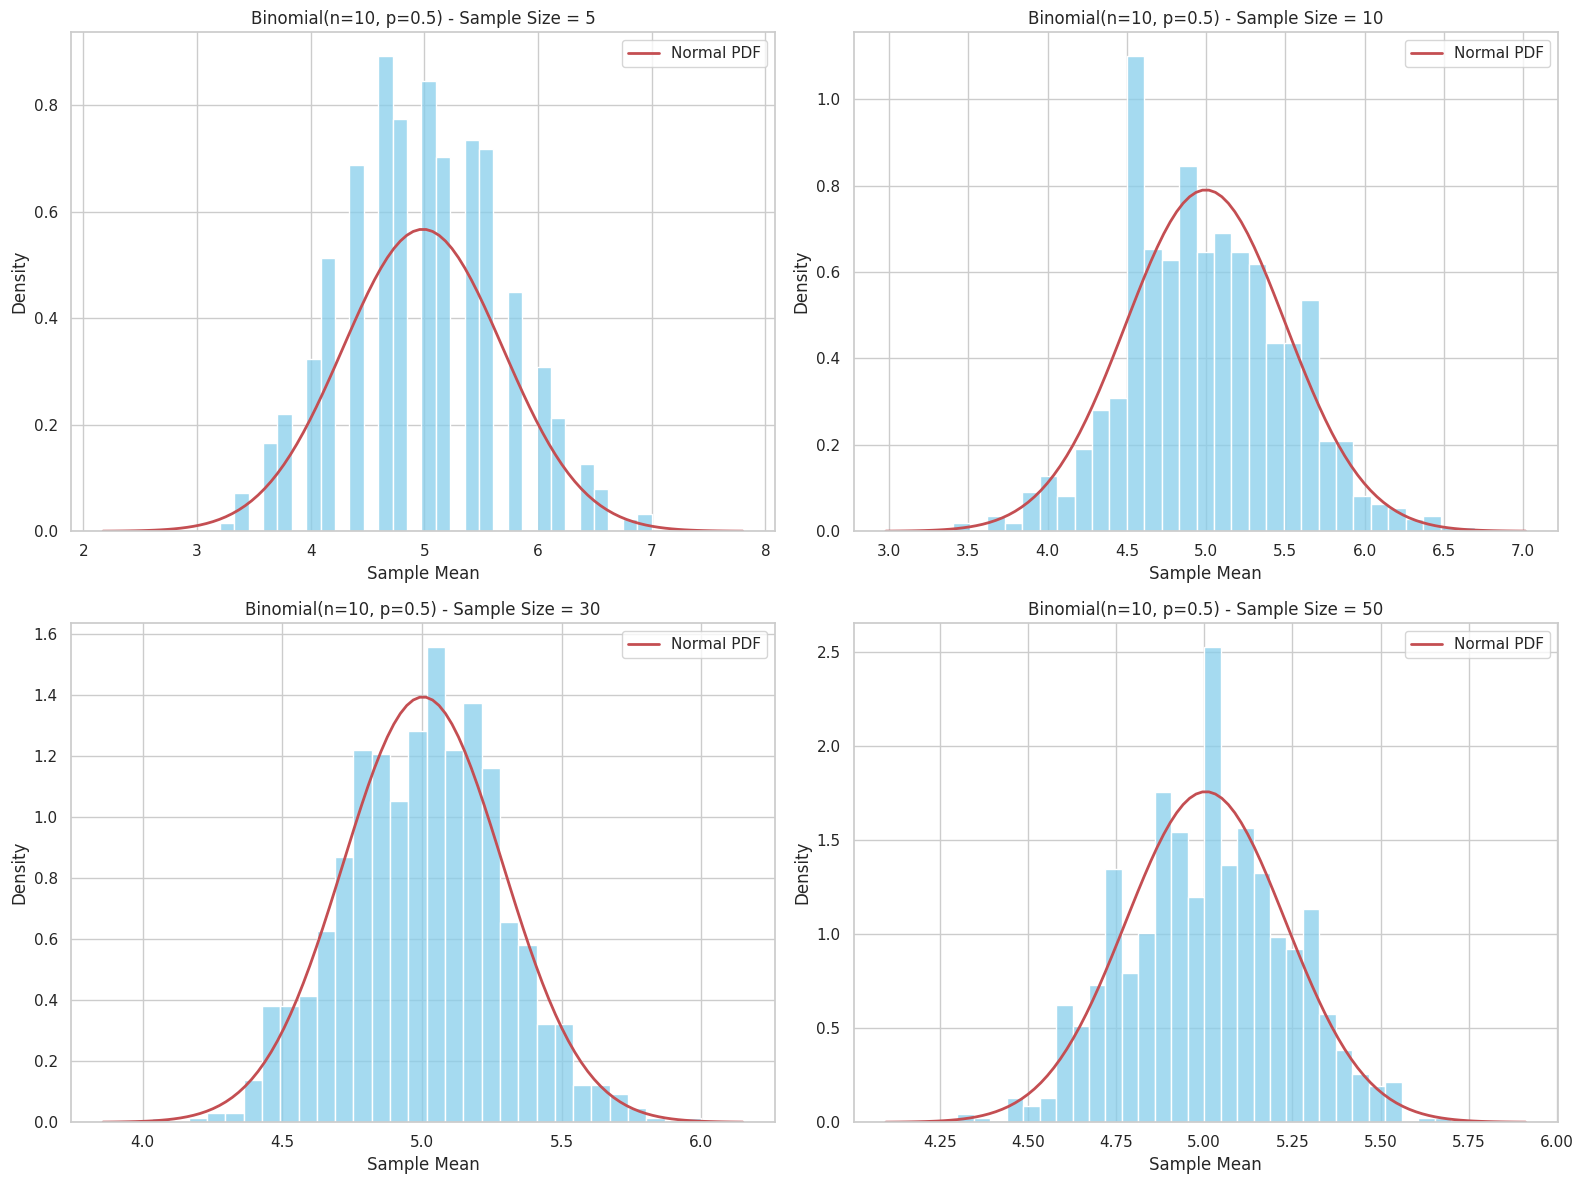 Binomial(n=10, p=0.5) - Sample Size = 5
Normal PDF
0.8
0.6
0.4
0.2
0.0
Density
2 3 4 5 6 7 8
Sample Mean
Binomial(n=10, p=0.5) - Sample Size = 10
Normal PDF
1.0
0.8
0.6
0.4
0.2
0.0
Density
3.0 3.5 4.0 4.5 5.0 5.5 6.0 6.5 7.0
Sample Mean
Binomial(n=10, p=0.5) - Sample Size = 30
Normal PDF
1.6
1.4
1.2
1.0
0.8
0.6
0.4
0.2
0.0
Density
4.0 4.5 5.0 5.5 6.0
Sample Mean
Binomial(n=10, p=0.5) - Sample Size = 50
Normal PDF
2.5
2.0
1.5
1.0
0.5
0.0
Density
4.25 4.50 4.75 5.00 5.25 5.50 5.75 6.00
Sample Mean